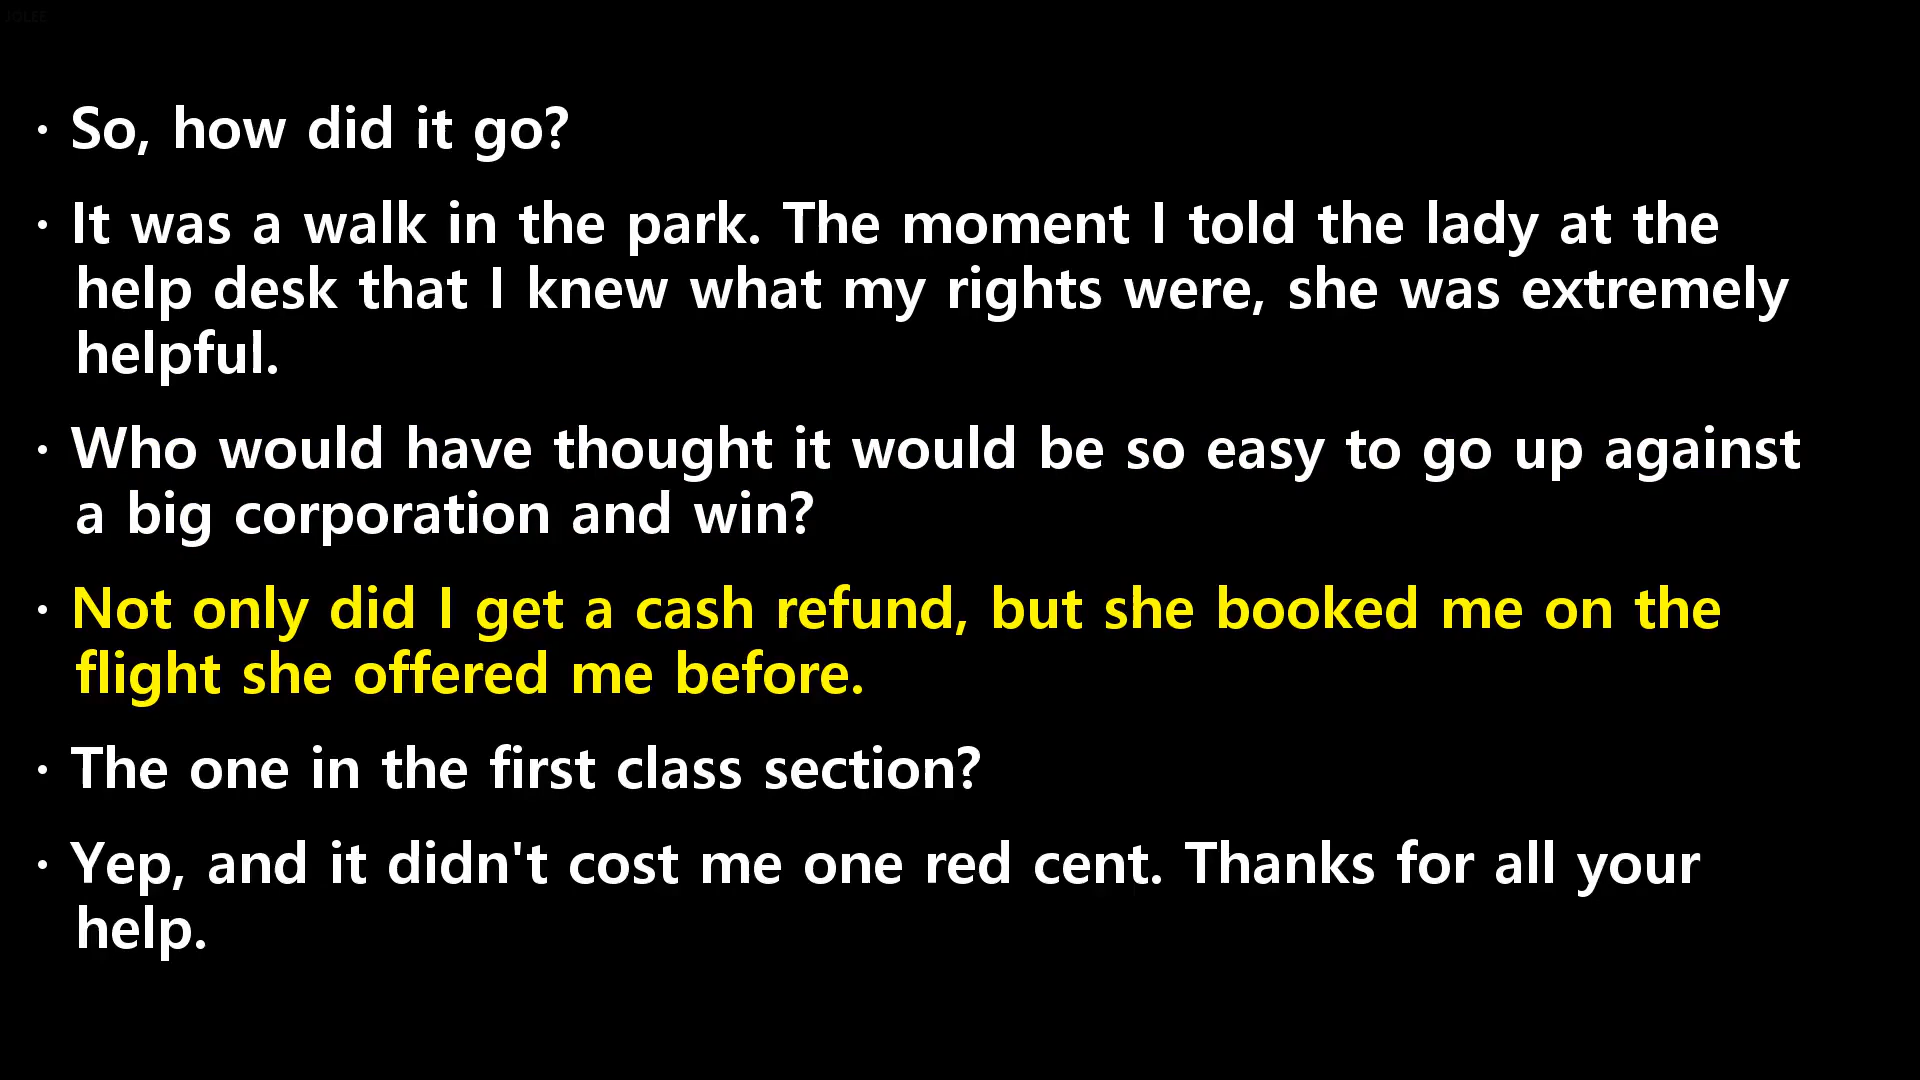 JOLEE
· So, how did it go?
· It was a walk in the park. The moment I told the lady at the
help desk that I knew what my rights were, she was extremely
helpful.
· Who would have thought it would be so easy to go up against
a big corporation and win?
· Not only did I get a cash refund, but she booked me on the
flight she offered me before.
· The one in the first class section?
· Yep, and it didn't cost me one red cent. Thanks for all your
help.